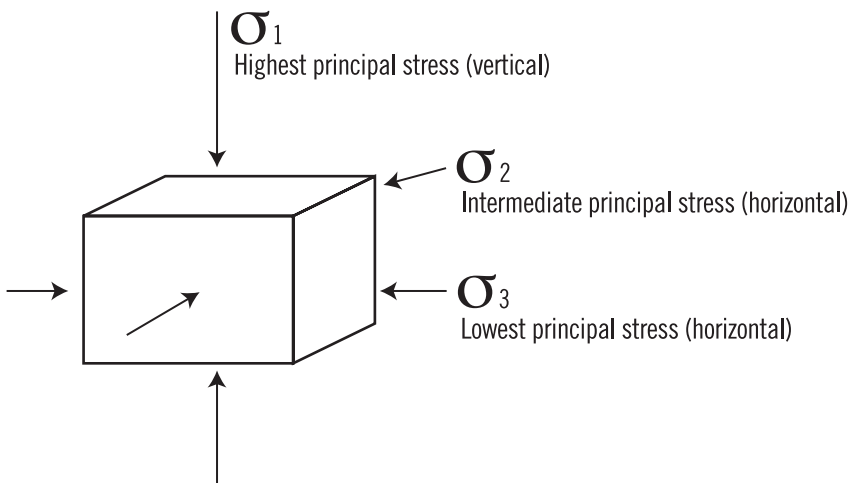 σ1
Highest principal stress (vertical)
σ2
Intermediate principal stress (horizontal)
σ3
Lowest principal stress (horizontal)